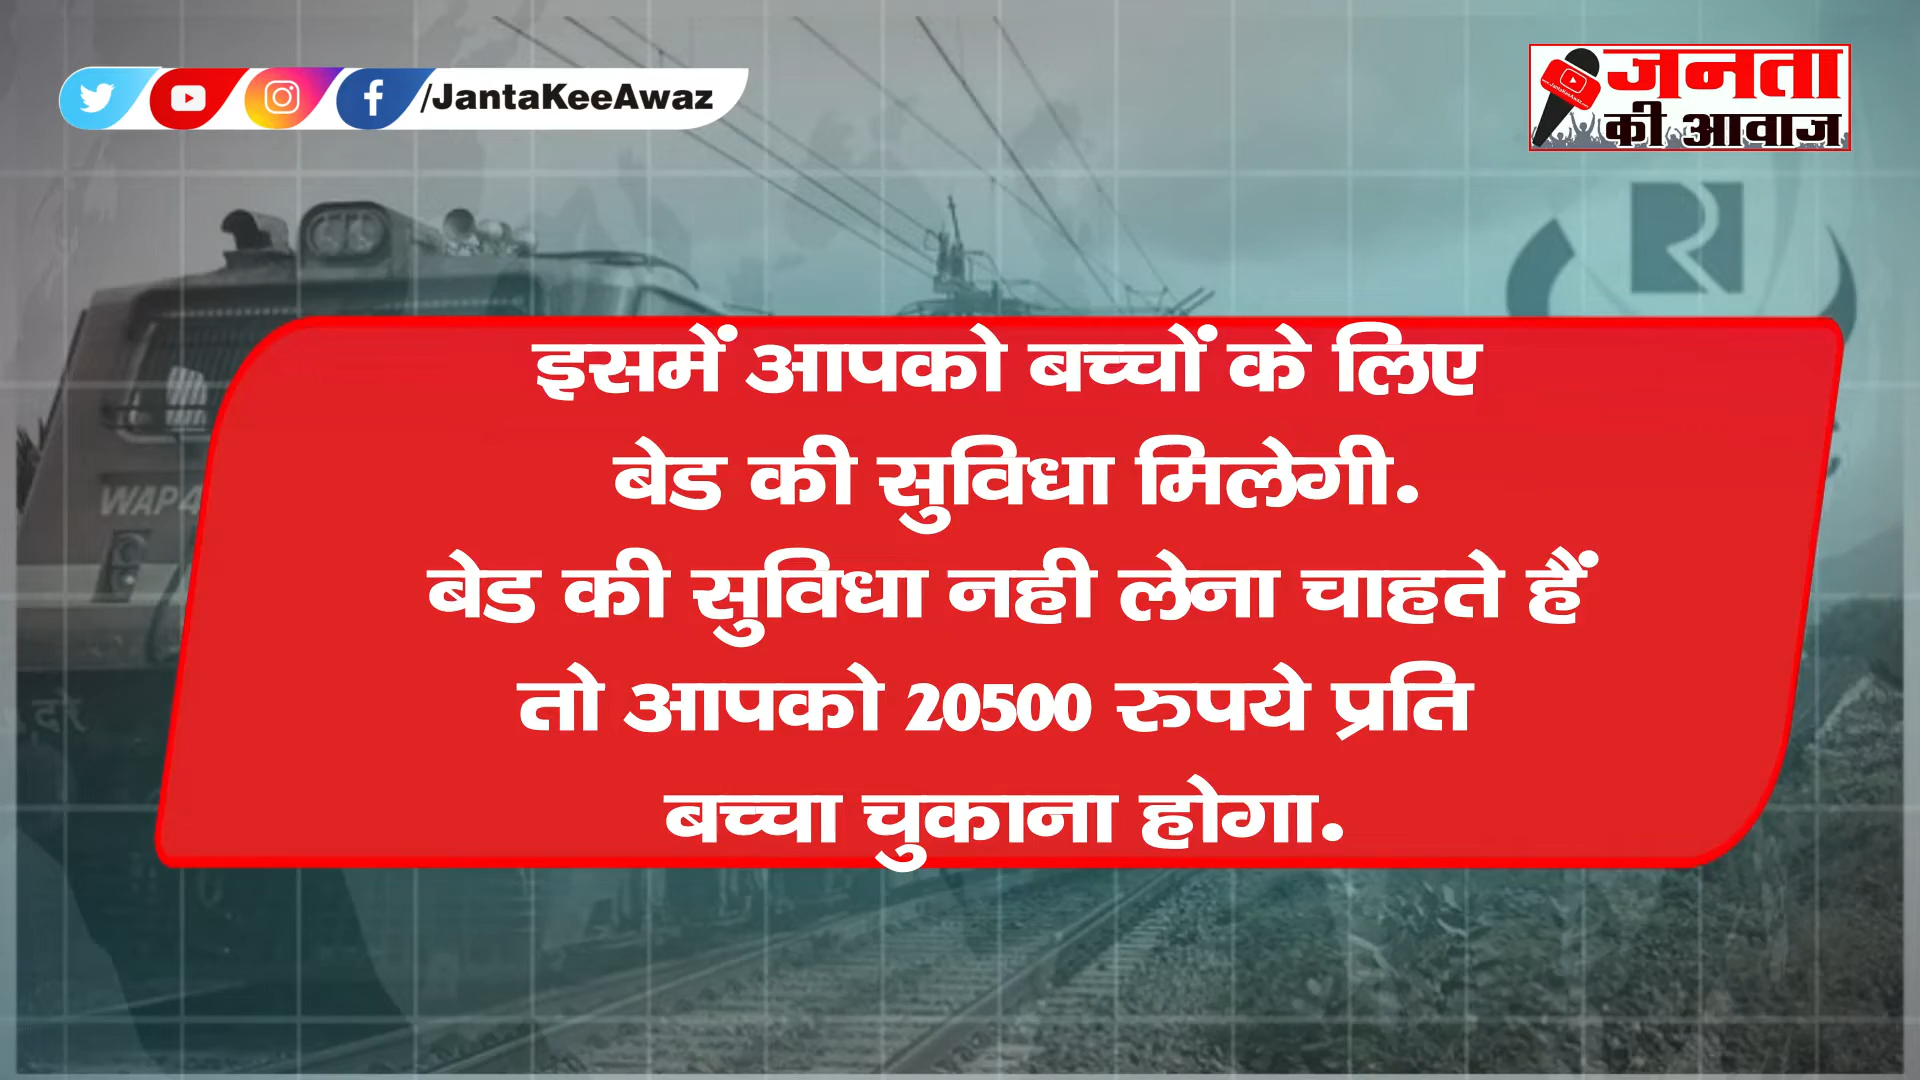 /JantaKeeAwaz
जनता
की आवाज
इसमें आपको बच्चों के लिए
बेड की सुविधा मिलेगी.
बेड की सुविधा नही लेना चाहते हैं
तो आपको 20500 रुपये प्रति
बच्चा चुकाना होगा.
WAP4